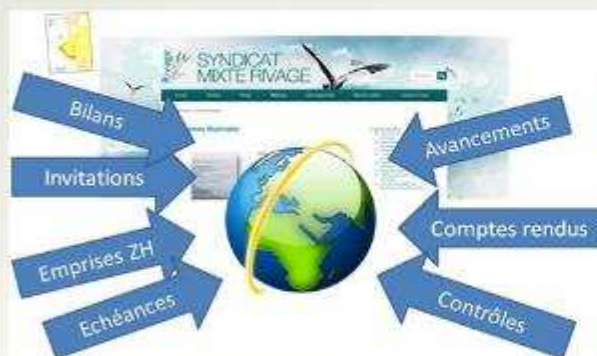 SYNDICAT
MIXTE RIVAGE
Bilans
Invitations
Emprises ZH
Echéances
Avancements
Comptes rendus
Contrôles